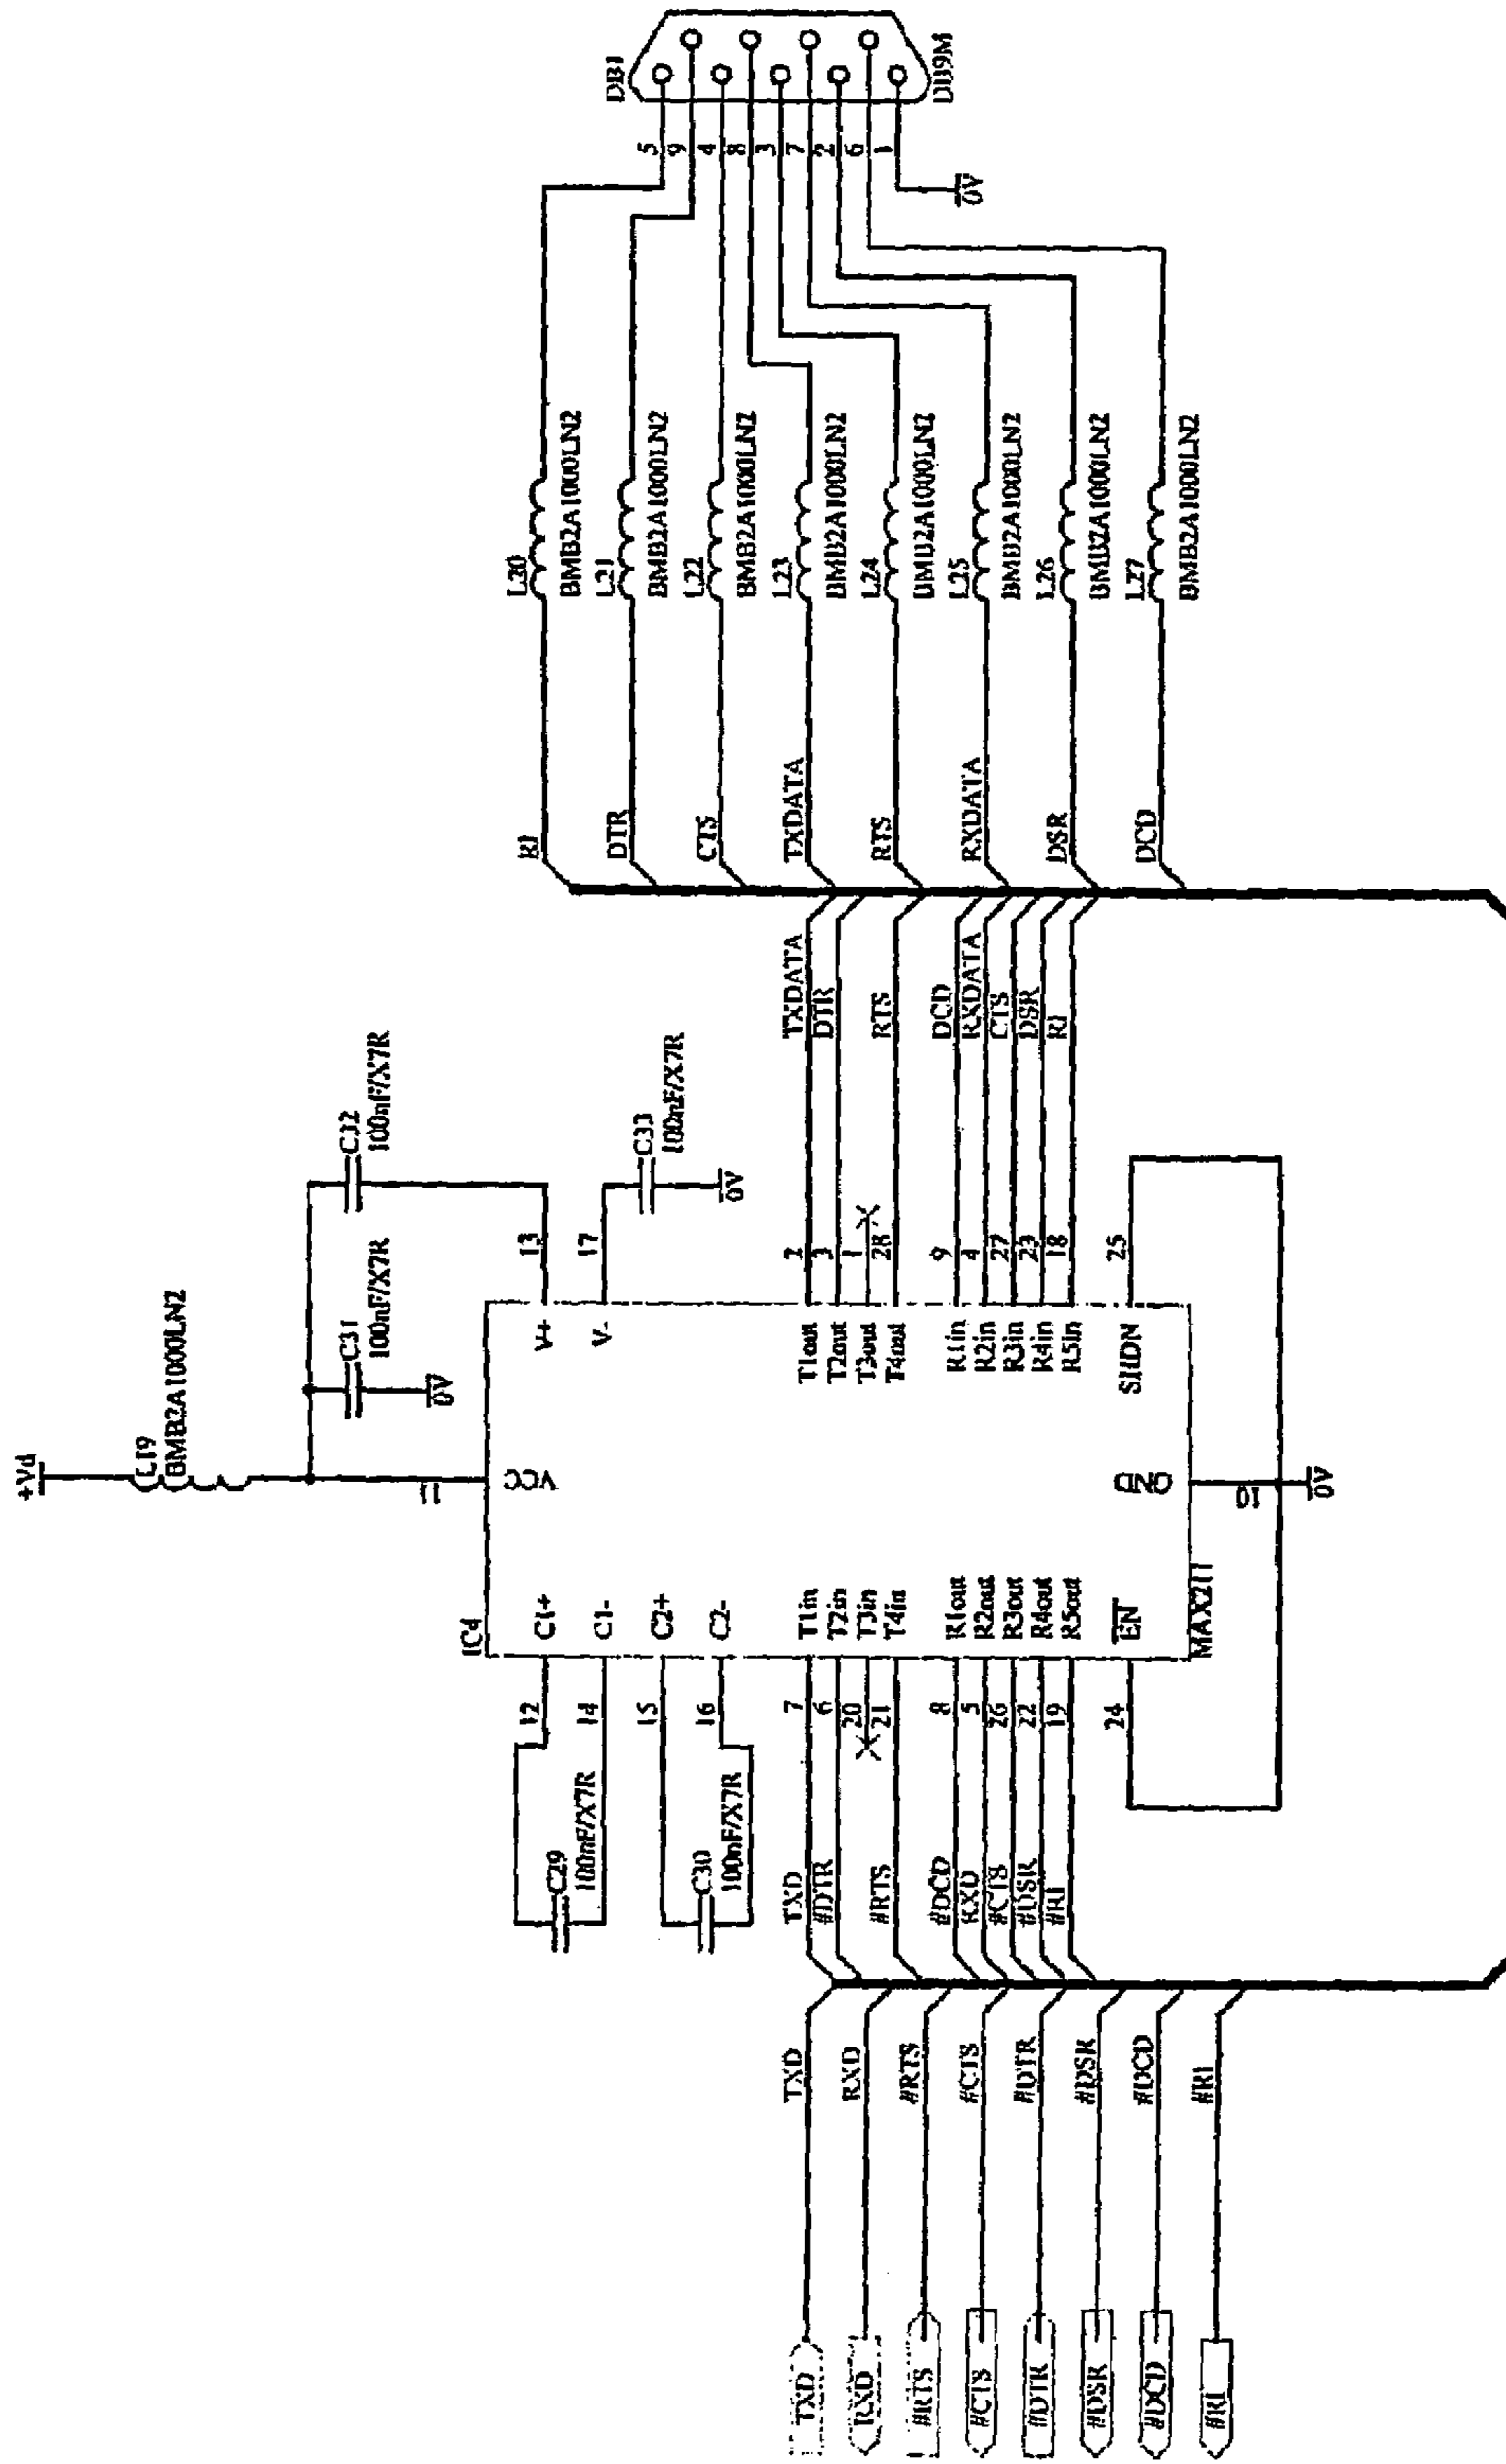 +Vd
L19
BMB2A1000LN2
C31
100nF/X7R
0V
C32
100nF/X7R
C33
100nF/X7R
0V
C29
100nF/X7R
C30
100nF/X7R
IC4
MAX211
11
VCC
12
C1+
14
C1-
15
C2+
16
C2-
V+
13
V-
17
TXD
7
T1in
#DTR
6
T2in
20
T3in
#RTS
21
T4in
#DCD
8
R1out
RXD
5
R2out
#CTS
26
R3out
#DSR
22
R4out
#RI
19
R5out
24
EN
T1out
2
TXDATA
T2out
3
DTR
T3out
1
T4out
28
RTS
R1in
9
DCD
R2in
4
RXDATA
R3in
27
CTS
R4in
23
DSR
R5in
18
RI
SHDN
25
GND
10
0V
TXD
TXD
RXD
RXD
#RTS
#RTS
#CTS
#CTS
#DTR
#DTR
#DSR
#DSR
#DCD
#DCD
#RI
#RI
RI
L20
BMB2A1000LN2
DTR
L21
BMB2A1000LN2
CTS
L22
BMB2A1000LN2
TXDATA
L23
BMB2A1000LN2
RTS
L24
BMB2A1000LN2
RXDATA
L25
BMB2A1000LN2
DSR
L26
BMB2A1000LN2
DCD
L27
BMB2A1000LN2
DB1
5
9
4
8
3
7
2
6
1
DB9M
0V